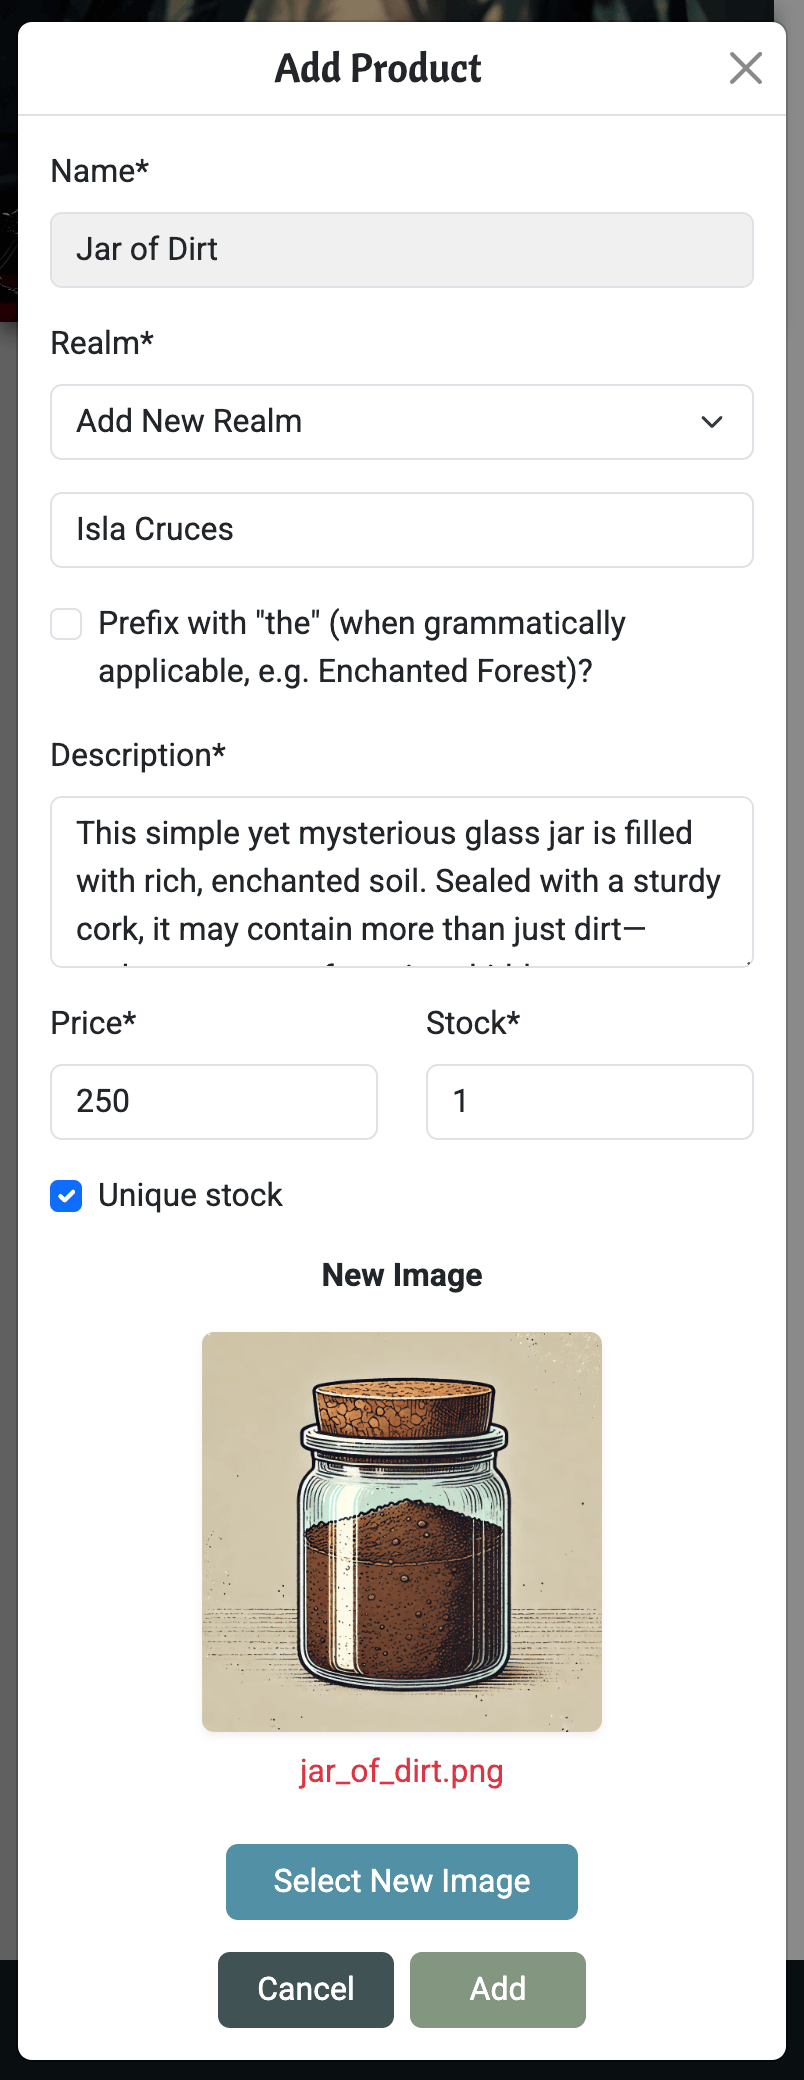 Add Product
Name*
Jar of Dirt
Realm*
Add New Realm
Isla Cruces
Prefix with "the" (when grammatically
applicable, e.g. Enchanted Forest)?
Description*
This simple yet mysterious glass jar is filled
with rich, enchanted soil. Sealed with a sturdy
cork, it may contain more than just dirt—
Price*
Stock*
250
1
Unique stock
New Image
jar_of_dirt.png
Select New Image
Cancel
Add